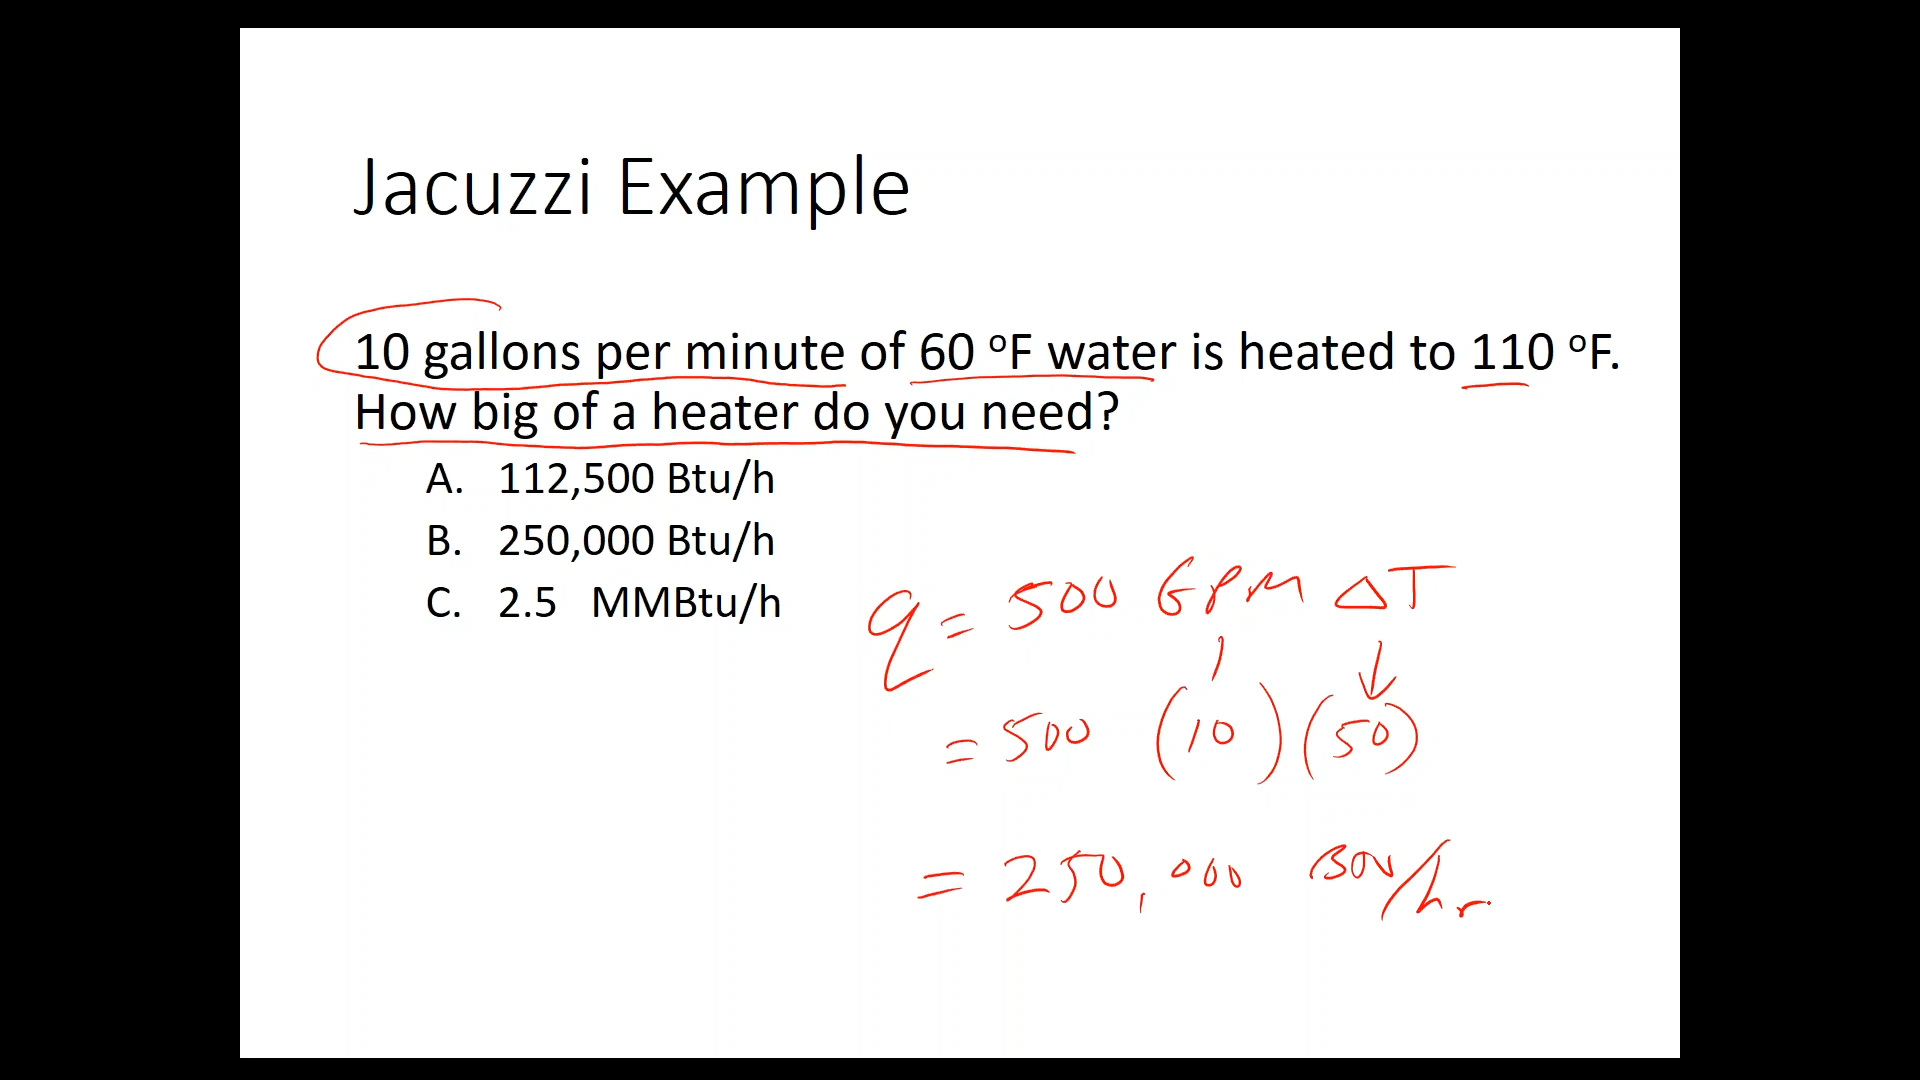 Jacuzzi Example
10 gallons per minute of 60 °F water is heated to 110 °F.
How big of a heater do you need?
A. 112,500 Btu/h
B. 250,000 Btu/h
C. 2.5 MMBtu/h
q = 500 GPM ΔT
= 500 (10) (50)
= 250,000 BTU/hr